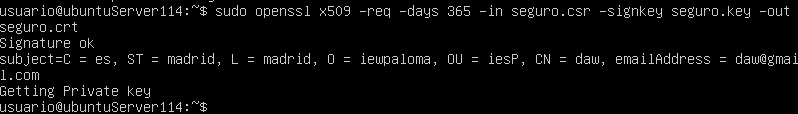 usuario@ubuntuServer114:~$ sudo openssl x509 -req -days 365 -in seguro.csr -signkey seguro.key -out
seguro.crt
Signature ok
subject=C = es, ST = madrid, L = madrid, O = iewpaloma, OU = iesP, CN = daw, emailAddress = daw@gmai
l.com
Getting Private key
usuario@ubuntuServer114:~$